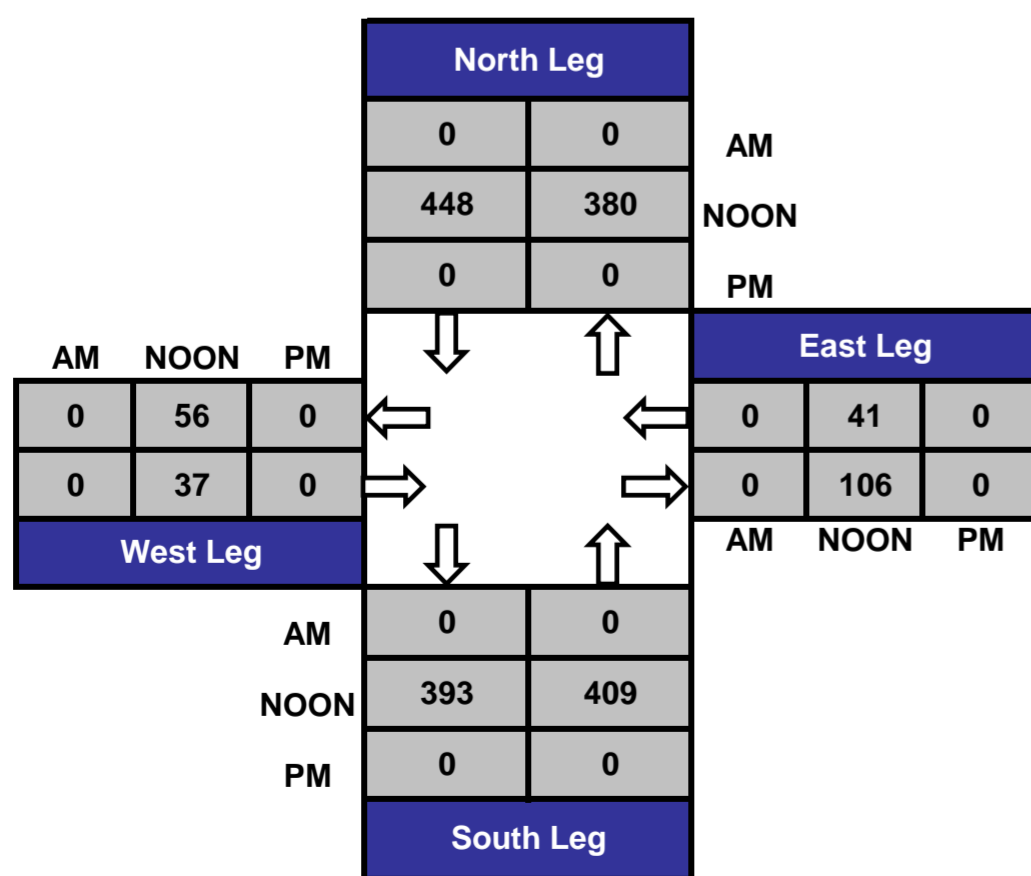 North Leg
0 0 AM
448 380 NOON
0 0 PM
East Leg
AM NOON PM
0 56 0
0 41 0
0 37 0
0 106 0
West Leg
AM NOON PM
AM 0 0
NOON 393 409
PM 0 0
South Leg